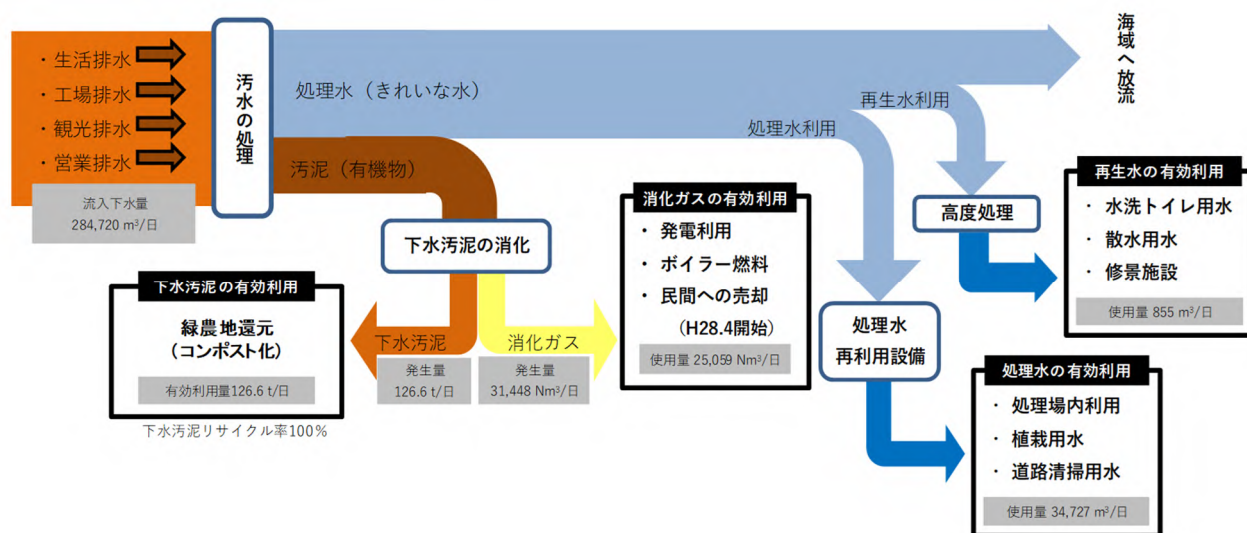 ・生活排水
・工場排水
・観光排水
・営業排水
流入下水量
284,720 m³/日
汚水の処理
処理水（きれいな水）
汚泥（有機物）
処理水利用
再生水利用
海域へ放流
下水汚泥の消化
下水汚泥の有効利用
緑農地還元
（コンポスト化）
有効利用量126.6 t/日
下水汚泥リサイクル率100％
下水汚泥
発生量
126.6 t/日
消化ガス
発生量
31,448 Nm³/日
消化ガスの有効利用
・ 発電利用
・ ボイラー燃料
・ 民間への売却
（H28.4開始）
使用量 25,059 Nm³/日
高度処理
再生水の有効利用
・ 水洗トイレ用水
・ 散水用水
・ 修景施設
使用量 855 m³/日
処理水
再利用設備
処理水の有効利用
・ 処理場内利用
・ 植栽用水
・ 道路清掃用水
使用量 34,727 m³/日